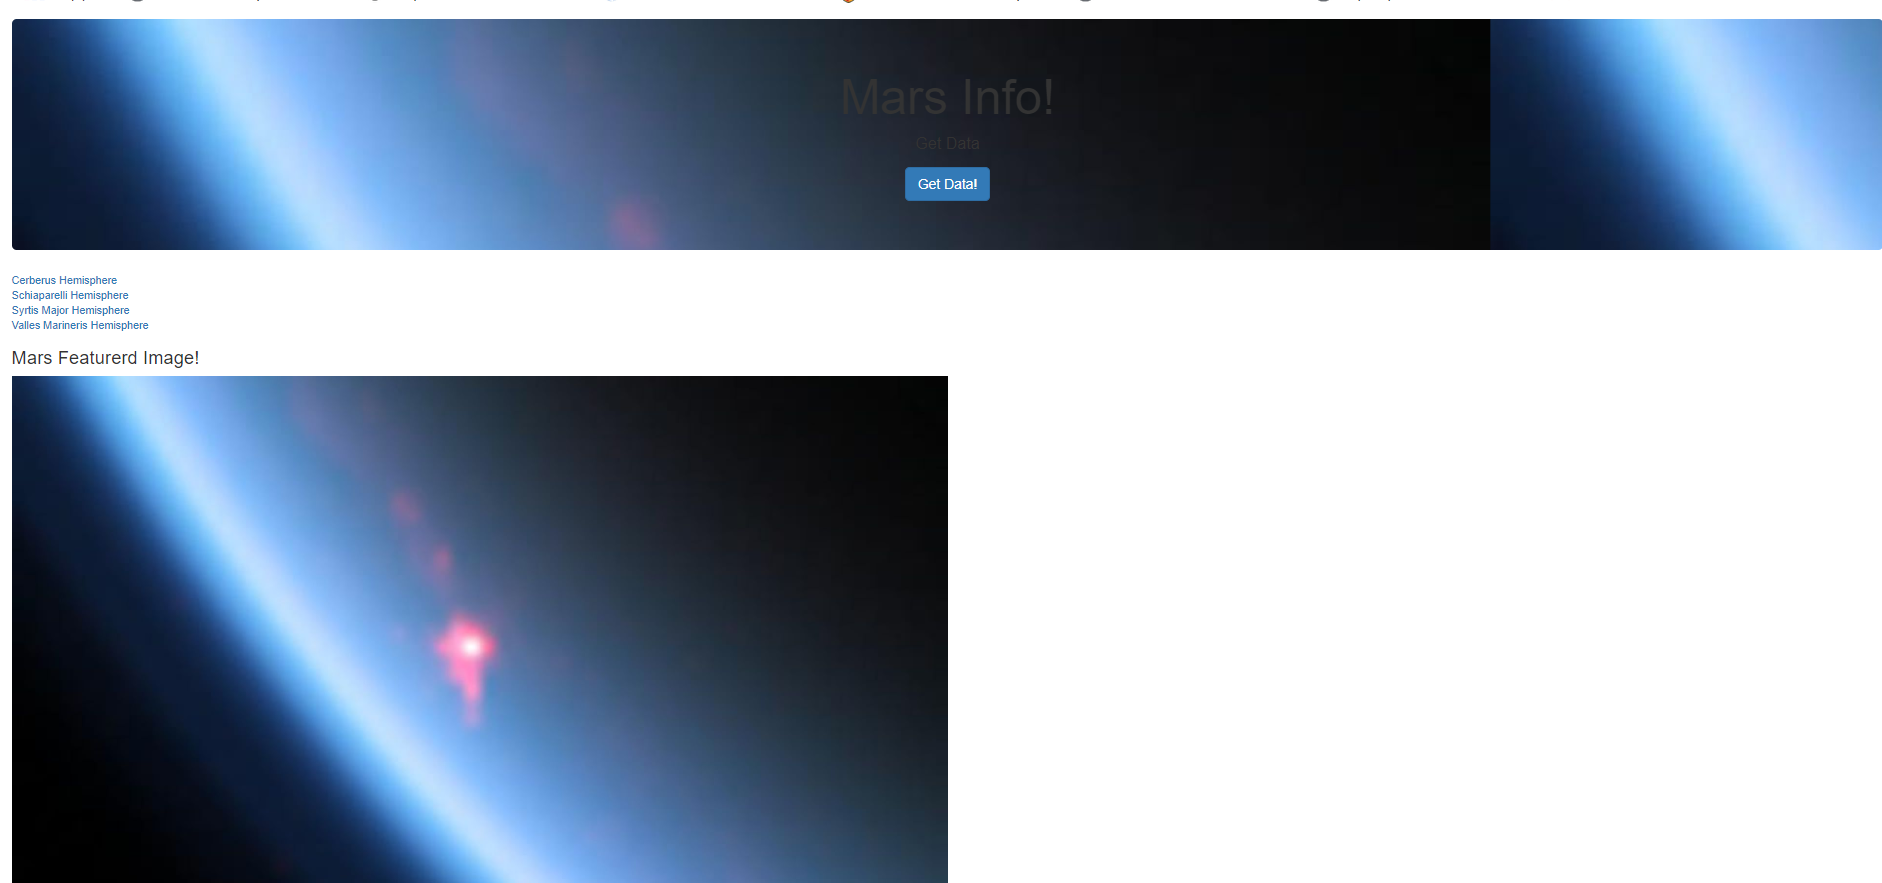 Mars Info!
Get Data
Get Data!
Cerberus Hemisphere
Schiaparelli Hemisphere
Syrtis Major Hemisphere
Valles Marineris Hemisphere
Mars Featurerd Image!